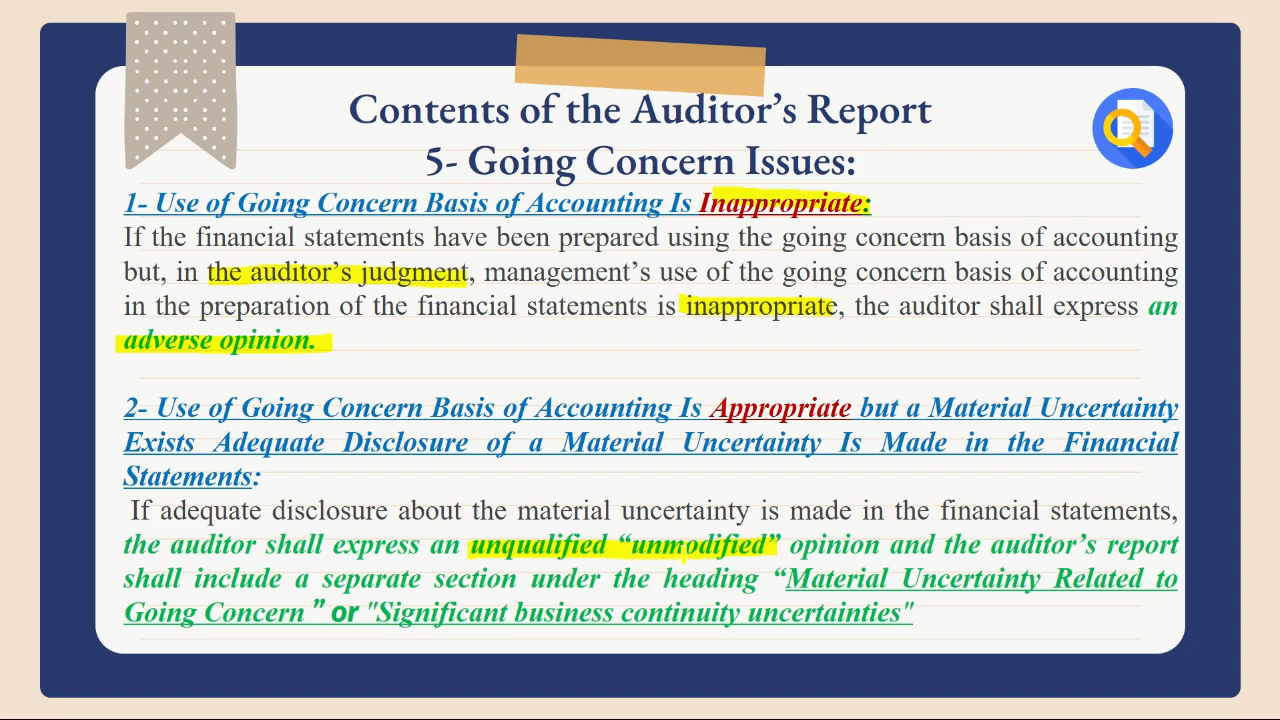 Contents of the Auditor’s Report
5- Going Concern Issues:
1- Use of Going Concern Basis of Accounting Is Inappropriate:
If the financial statements have been prepared using the going concern basis of accounting
but, in the auditor’s judgment, management’s use of the going concern basis of accounting
in the preparation of the financial statements is inappropriate, the auditor shall express an
adverse opinion.
2- Use of Going Concern Basis of Accounting Is Appropriate but a Material Uncertainty
Exists Adequate Disclosure of a Material Uncertainty Is Made in the Financial
Statements:
If adequate disclosure about the material uncertainty is made in the financial statements,
the auditor shall express an unqualified “unmodified” opinion and the auditor’s report
shall include a separate section under the heading “Material Uncertainty Related to
Going Concern ” or "Significant business continuity uncertainties"